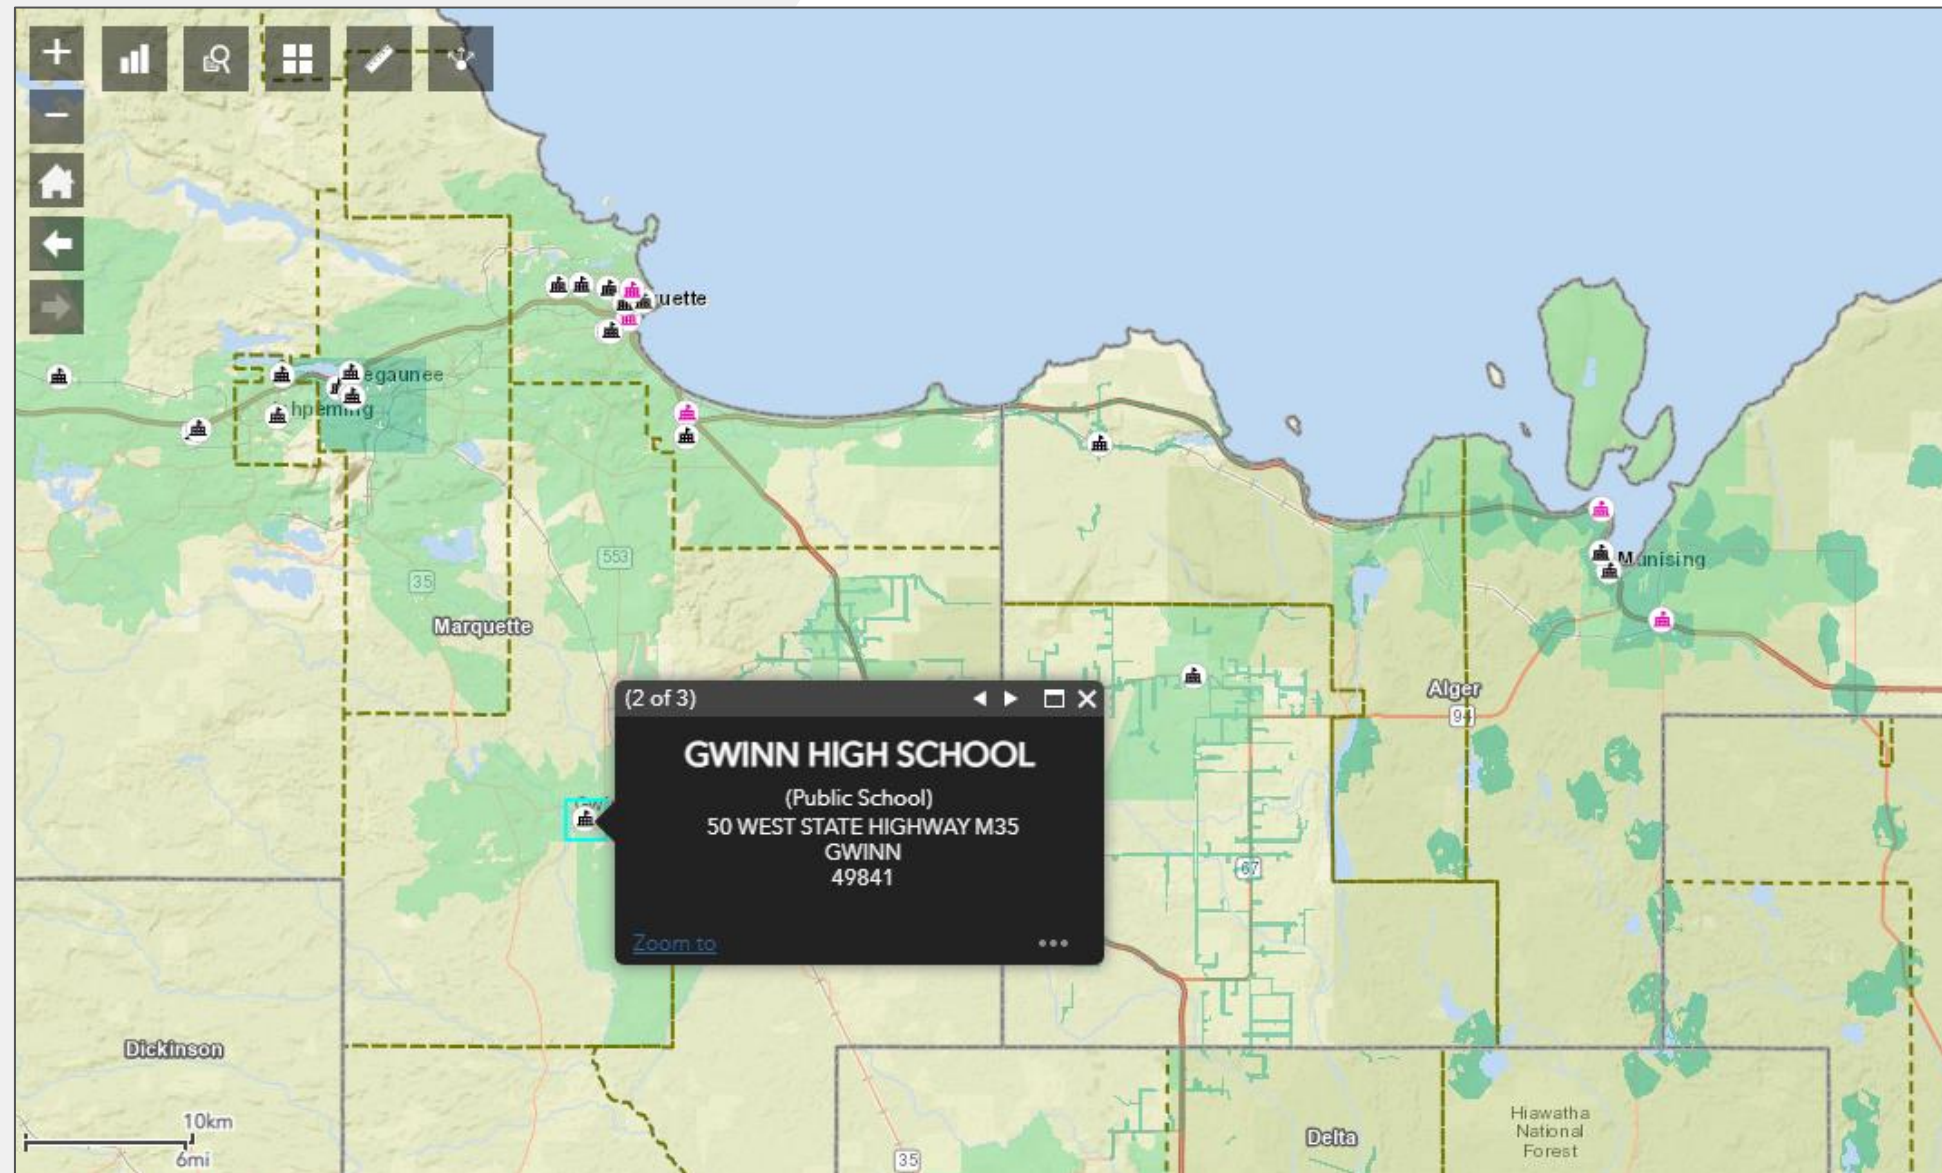 uette
egaunee
hpeming
553
35
Marquette
Munising
Alger
94
(2 of 3)
GWINN HIGH SCHOOL
(Public School)
50 WEST STATE HIGHWAY M35
GWINN
49841
Zoom to
67
Dickinson
10km
6mi
35
Delta
Hiawatha
National
Forest